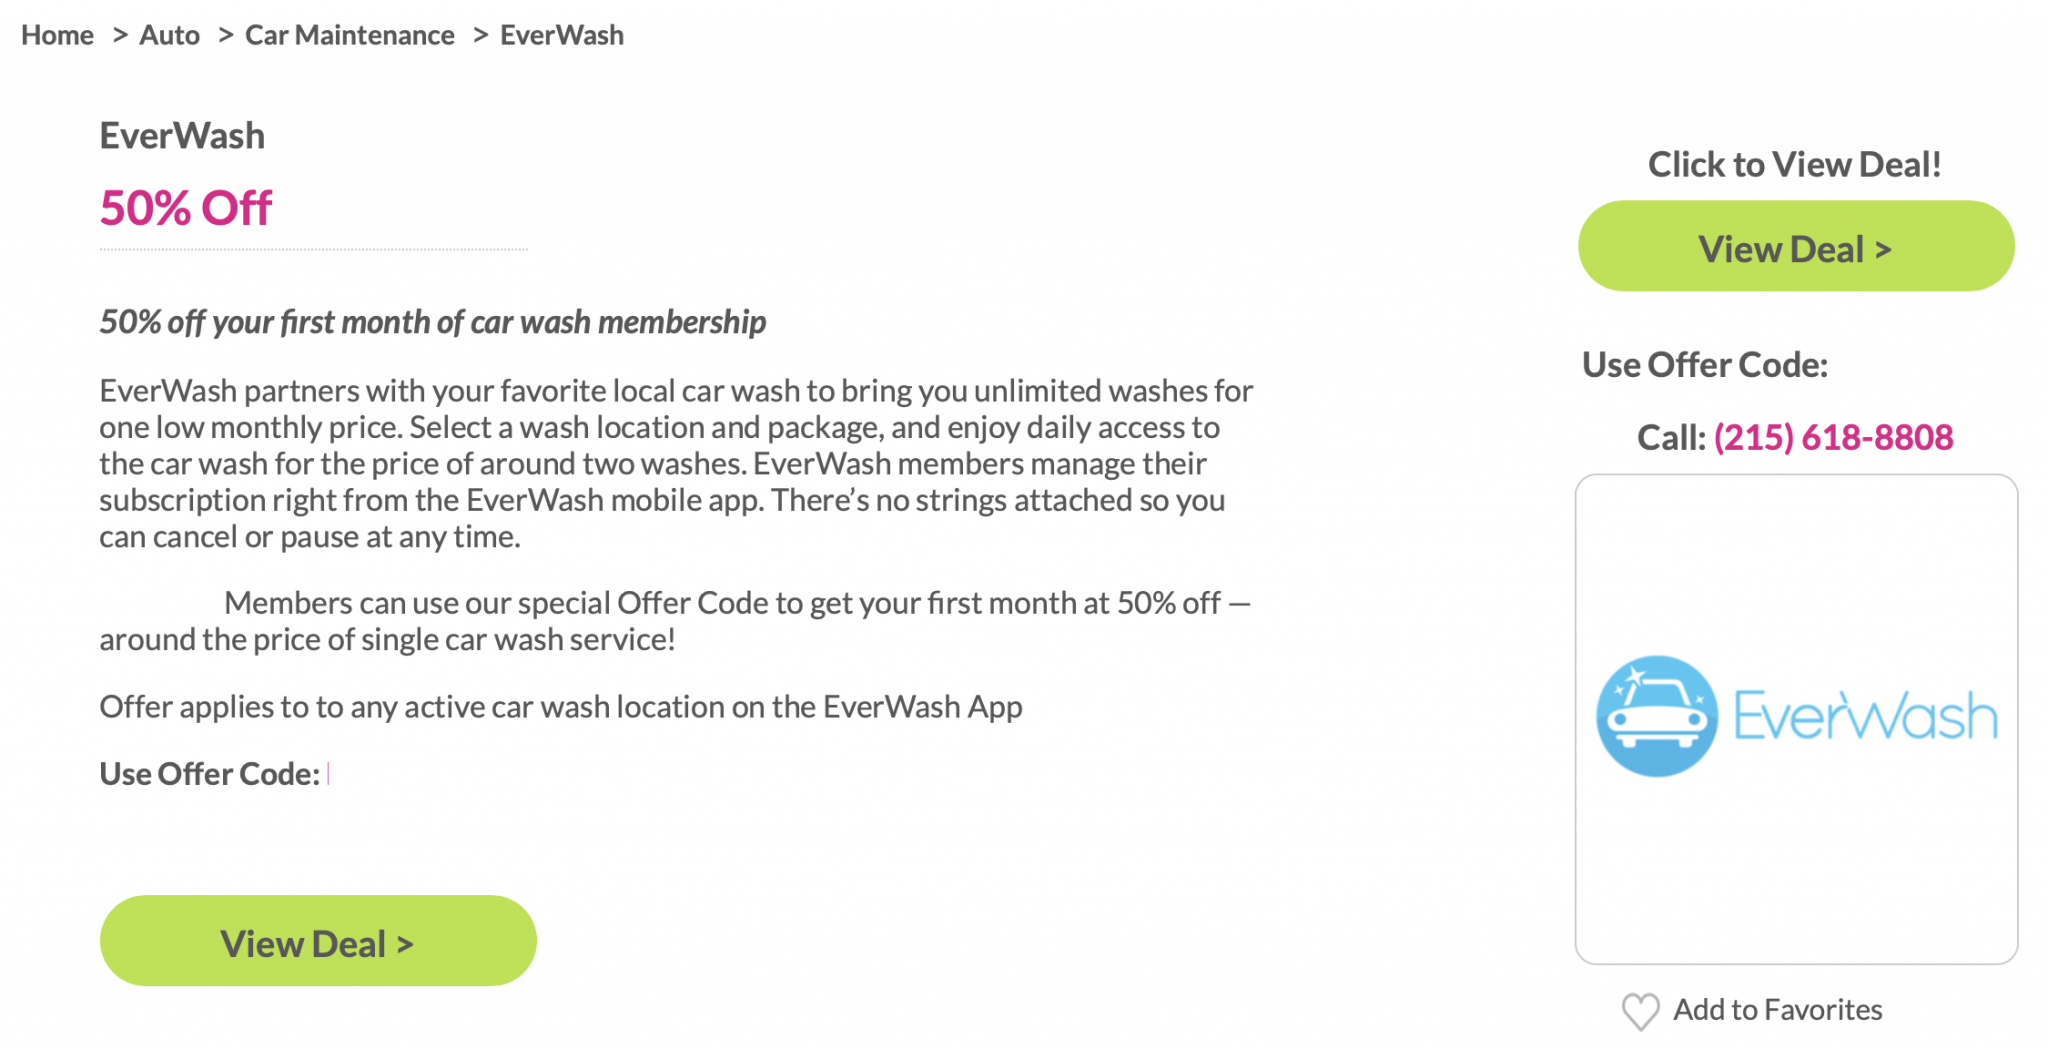 Home > Auto > Car Maintenance > EverWash
EverWash
50% Off
50% off your first month of car wash membership
EverWash partners with your favorite local car wash to bring you unlimited washes for
one low monthly price. Select a wash location and package, and enjoy daily access to
the car wash for the price of around two washes. EverWash members manage their
subscription right from the EverWash mobile app. There’s no strings attached so you
can cancel or pause at any time.
Members can use our special Offer Code to get your first month at 50% off —
around the price of single car wash service!
Offer applies to to any active car wash location on the EverWash App
Use Offer Code:
View Deal >
Click to View Deal!
View Deal >
Use Offer Code:
Call: (215) 618-8808
EverWash
Add to Favorites